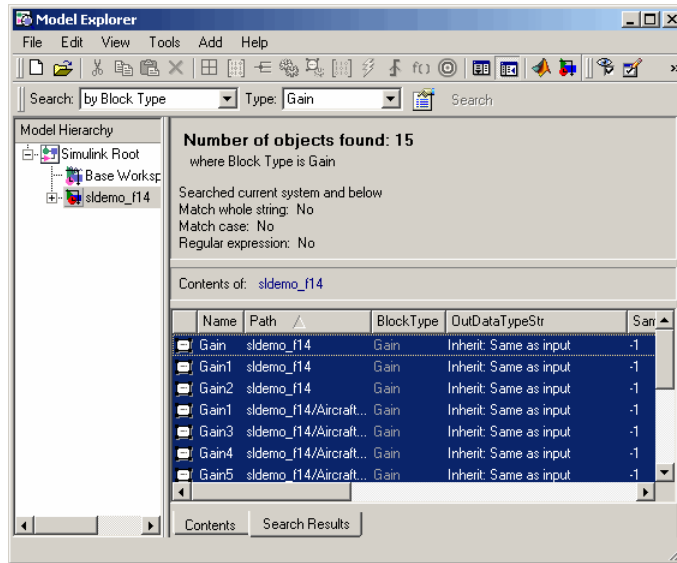 Model Explorer
File Edit View Tools Add Help
Search: by Block Type Type: Gain Search
Model Hierarchy
Simulink Root
Base Worksp
sldemo_f14
Number of objects found: 15
where Block Type is Gain
Searched current system and below
Match whole string: No
Match case: No
Regular expression: No
Contents of: sldemo_f14
Name Path BlockType OutDataTypeStr Sam
Gain sldemo_f14 Gain Inherit: Same as input -1
Gain1 sldemo_f14 Gain Inherit: Same as input -1
Gain2 sldemo_f14 Gain Inherit: Same as input -1
Gain1 sldemo_f14/Aircraft... Gain Inherit: Same as input -1
Gain3 sldemo_f14/Aircraft... Gain Inherit: Same as input -1
Gain4 sldemo_f14/Aircraft... Gain Inherit: Same as input -1
Gain5 sldemo_f14/Aircraft... Gain Inherit: Same as input -1
Contents Search Results